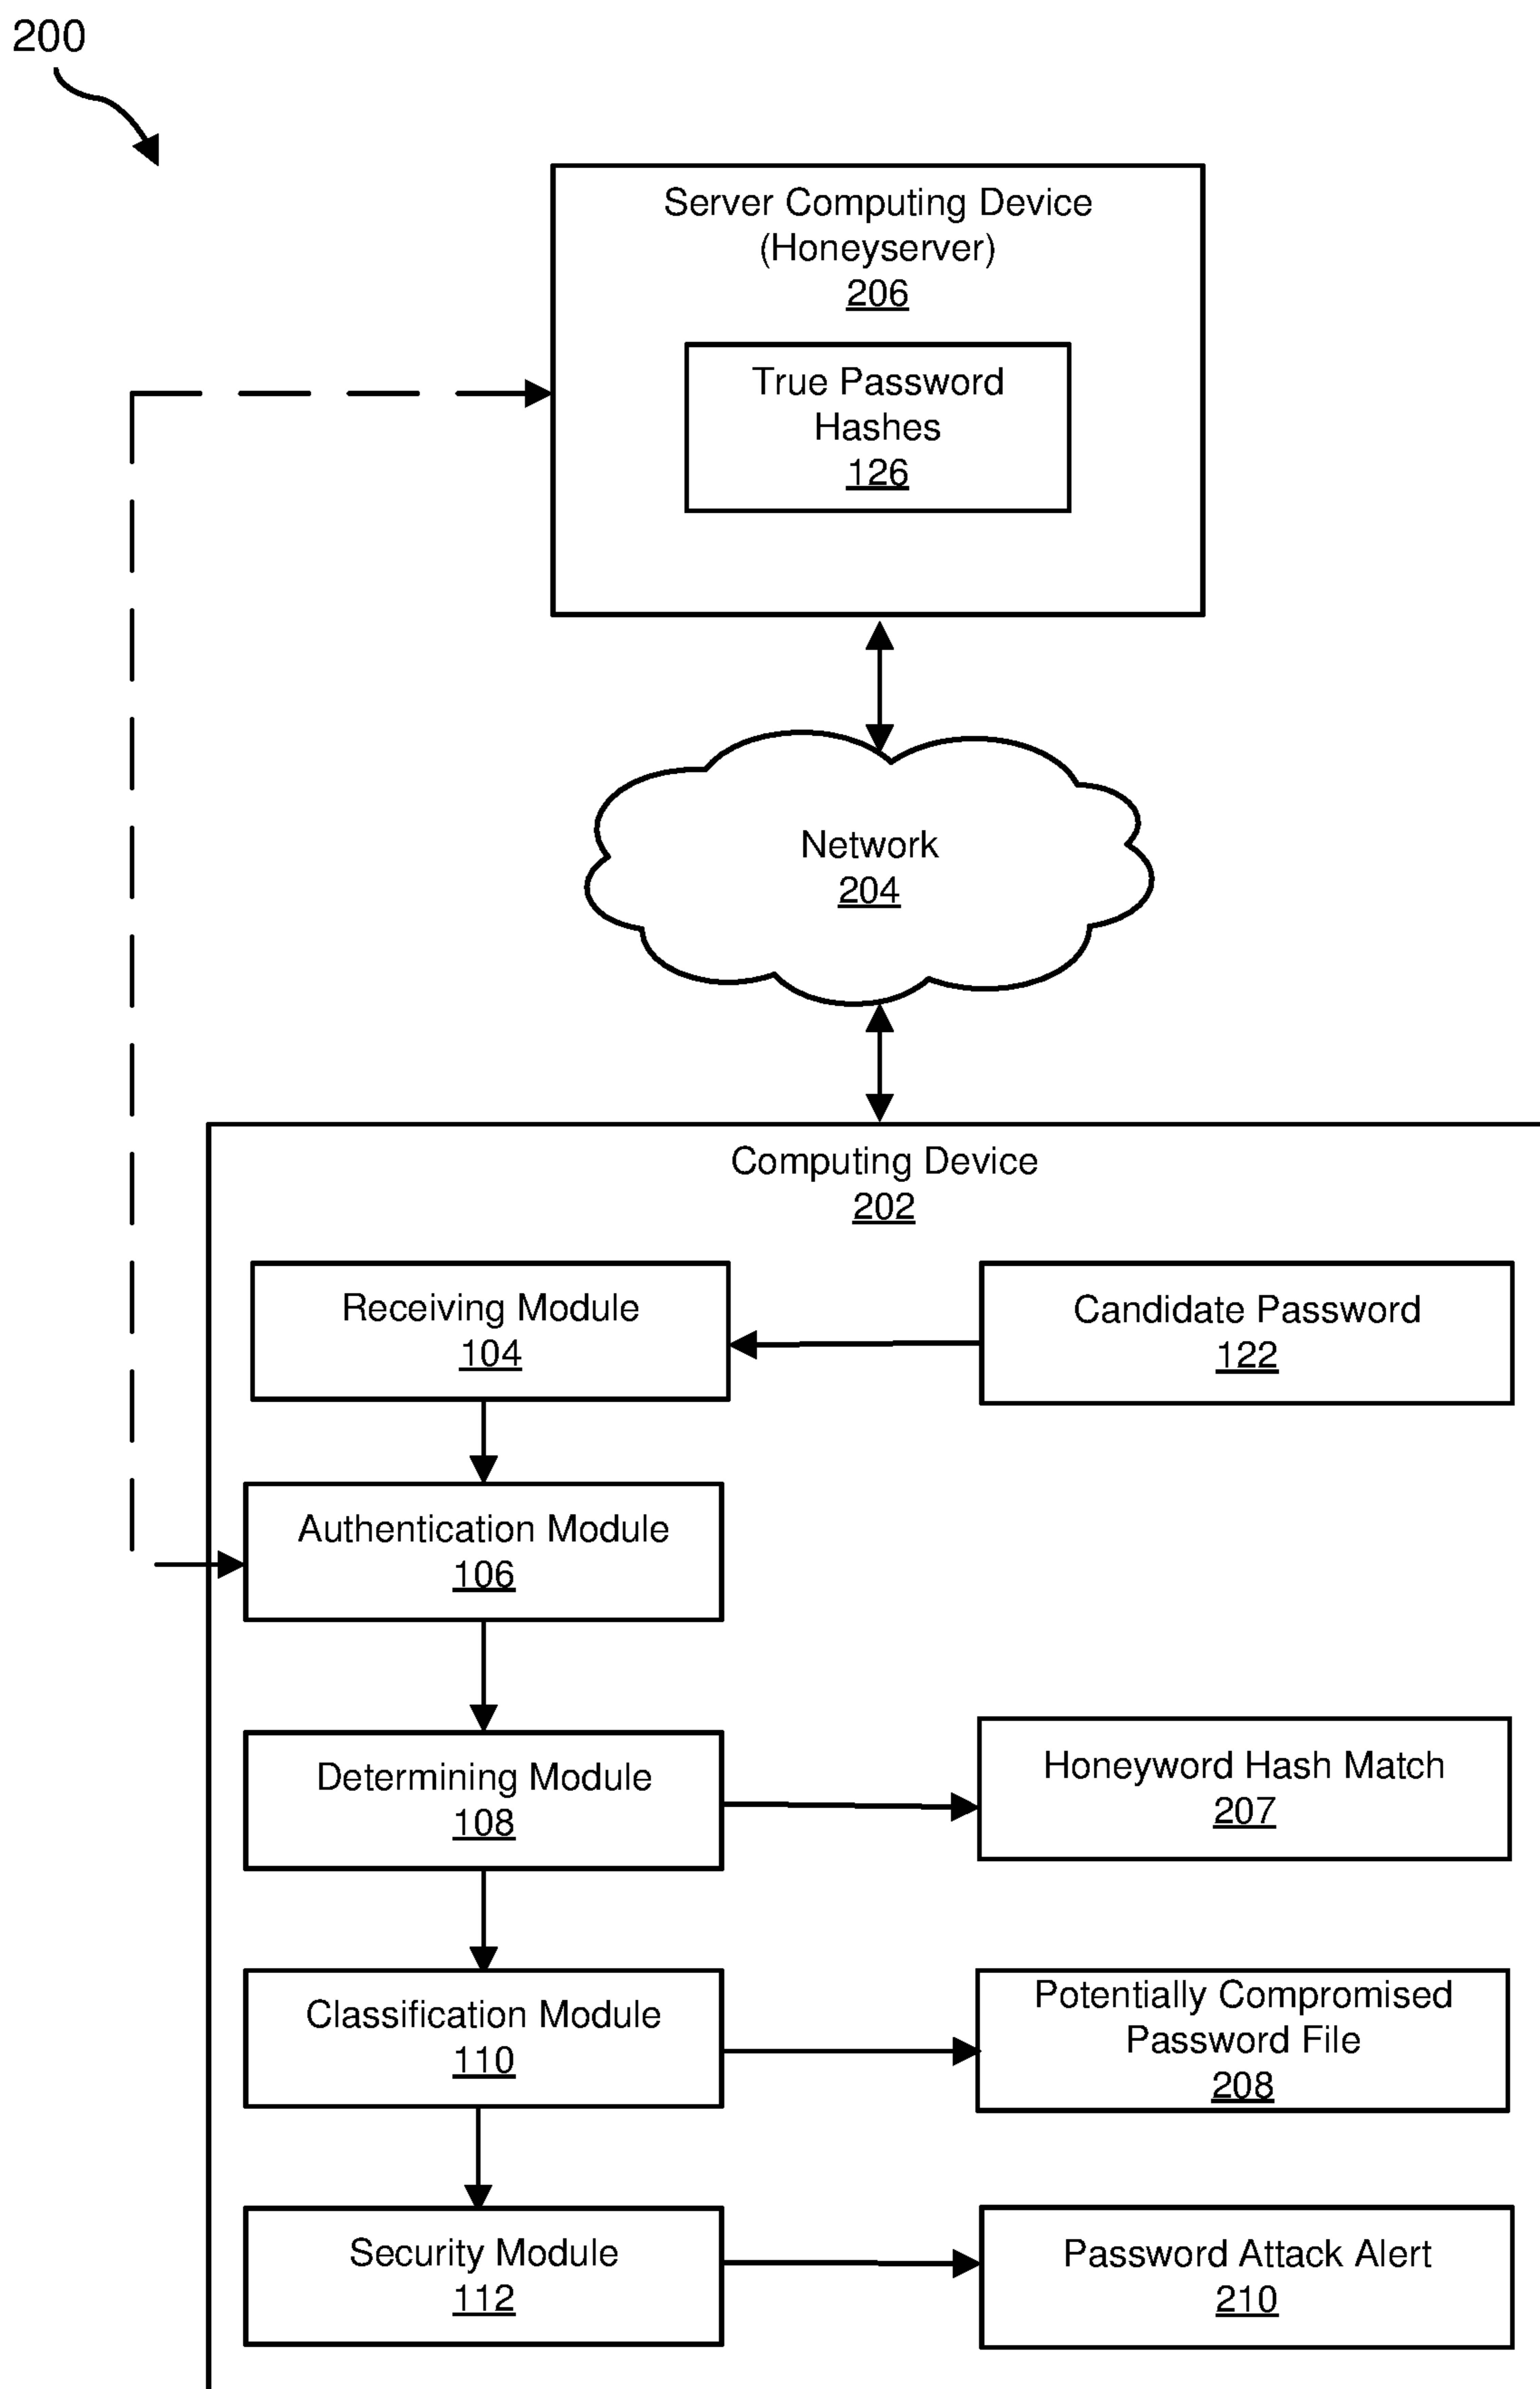 200
Server Computing Device
(Honeyserver)
206
True Password
Hashes
126
Network
204
Computing Device
202
Receiving Module
104
Candidate Password
122
Authentication Module
106
Determining Module
108
Honeyword Hash Match
207
Classification Module
110
Potentially Compromised
Password File
208
Security Module
112
Password Attack Alert
210